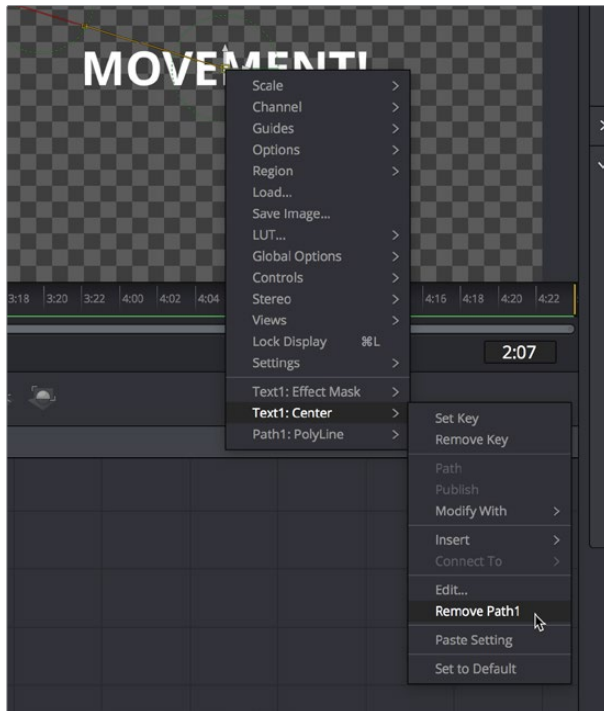 MOVEMENT!
Scale
Channel
Guides
Options
Region
Load...
Save Image...
LUT...
Global Options
Controls
3:18 3:20 3:22 4:00 4:02 4:04 Stereo 4:16 4:18 4:20 4:22
Views
Lock Display ⌘L
2:07
Settings
Text1: Effect Mask
Text1: Center
Path1: PolyLine
Set Key
Remove Key
Path
Publish
Modify With
Insert
Connect To
Edit...
Remove Path1
Paste Setting
Set to Default